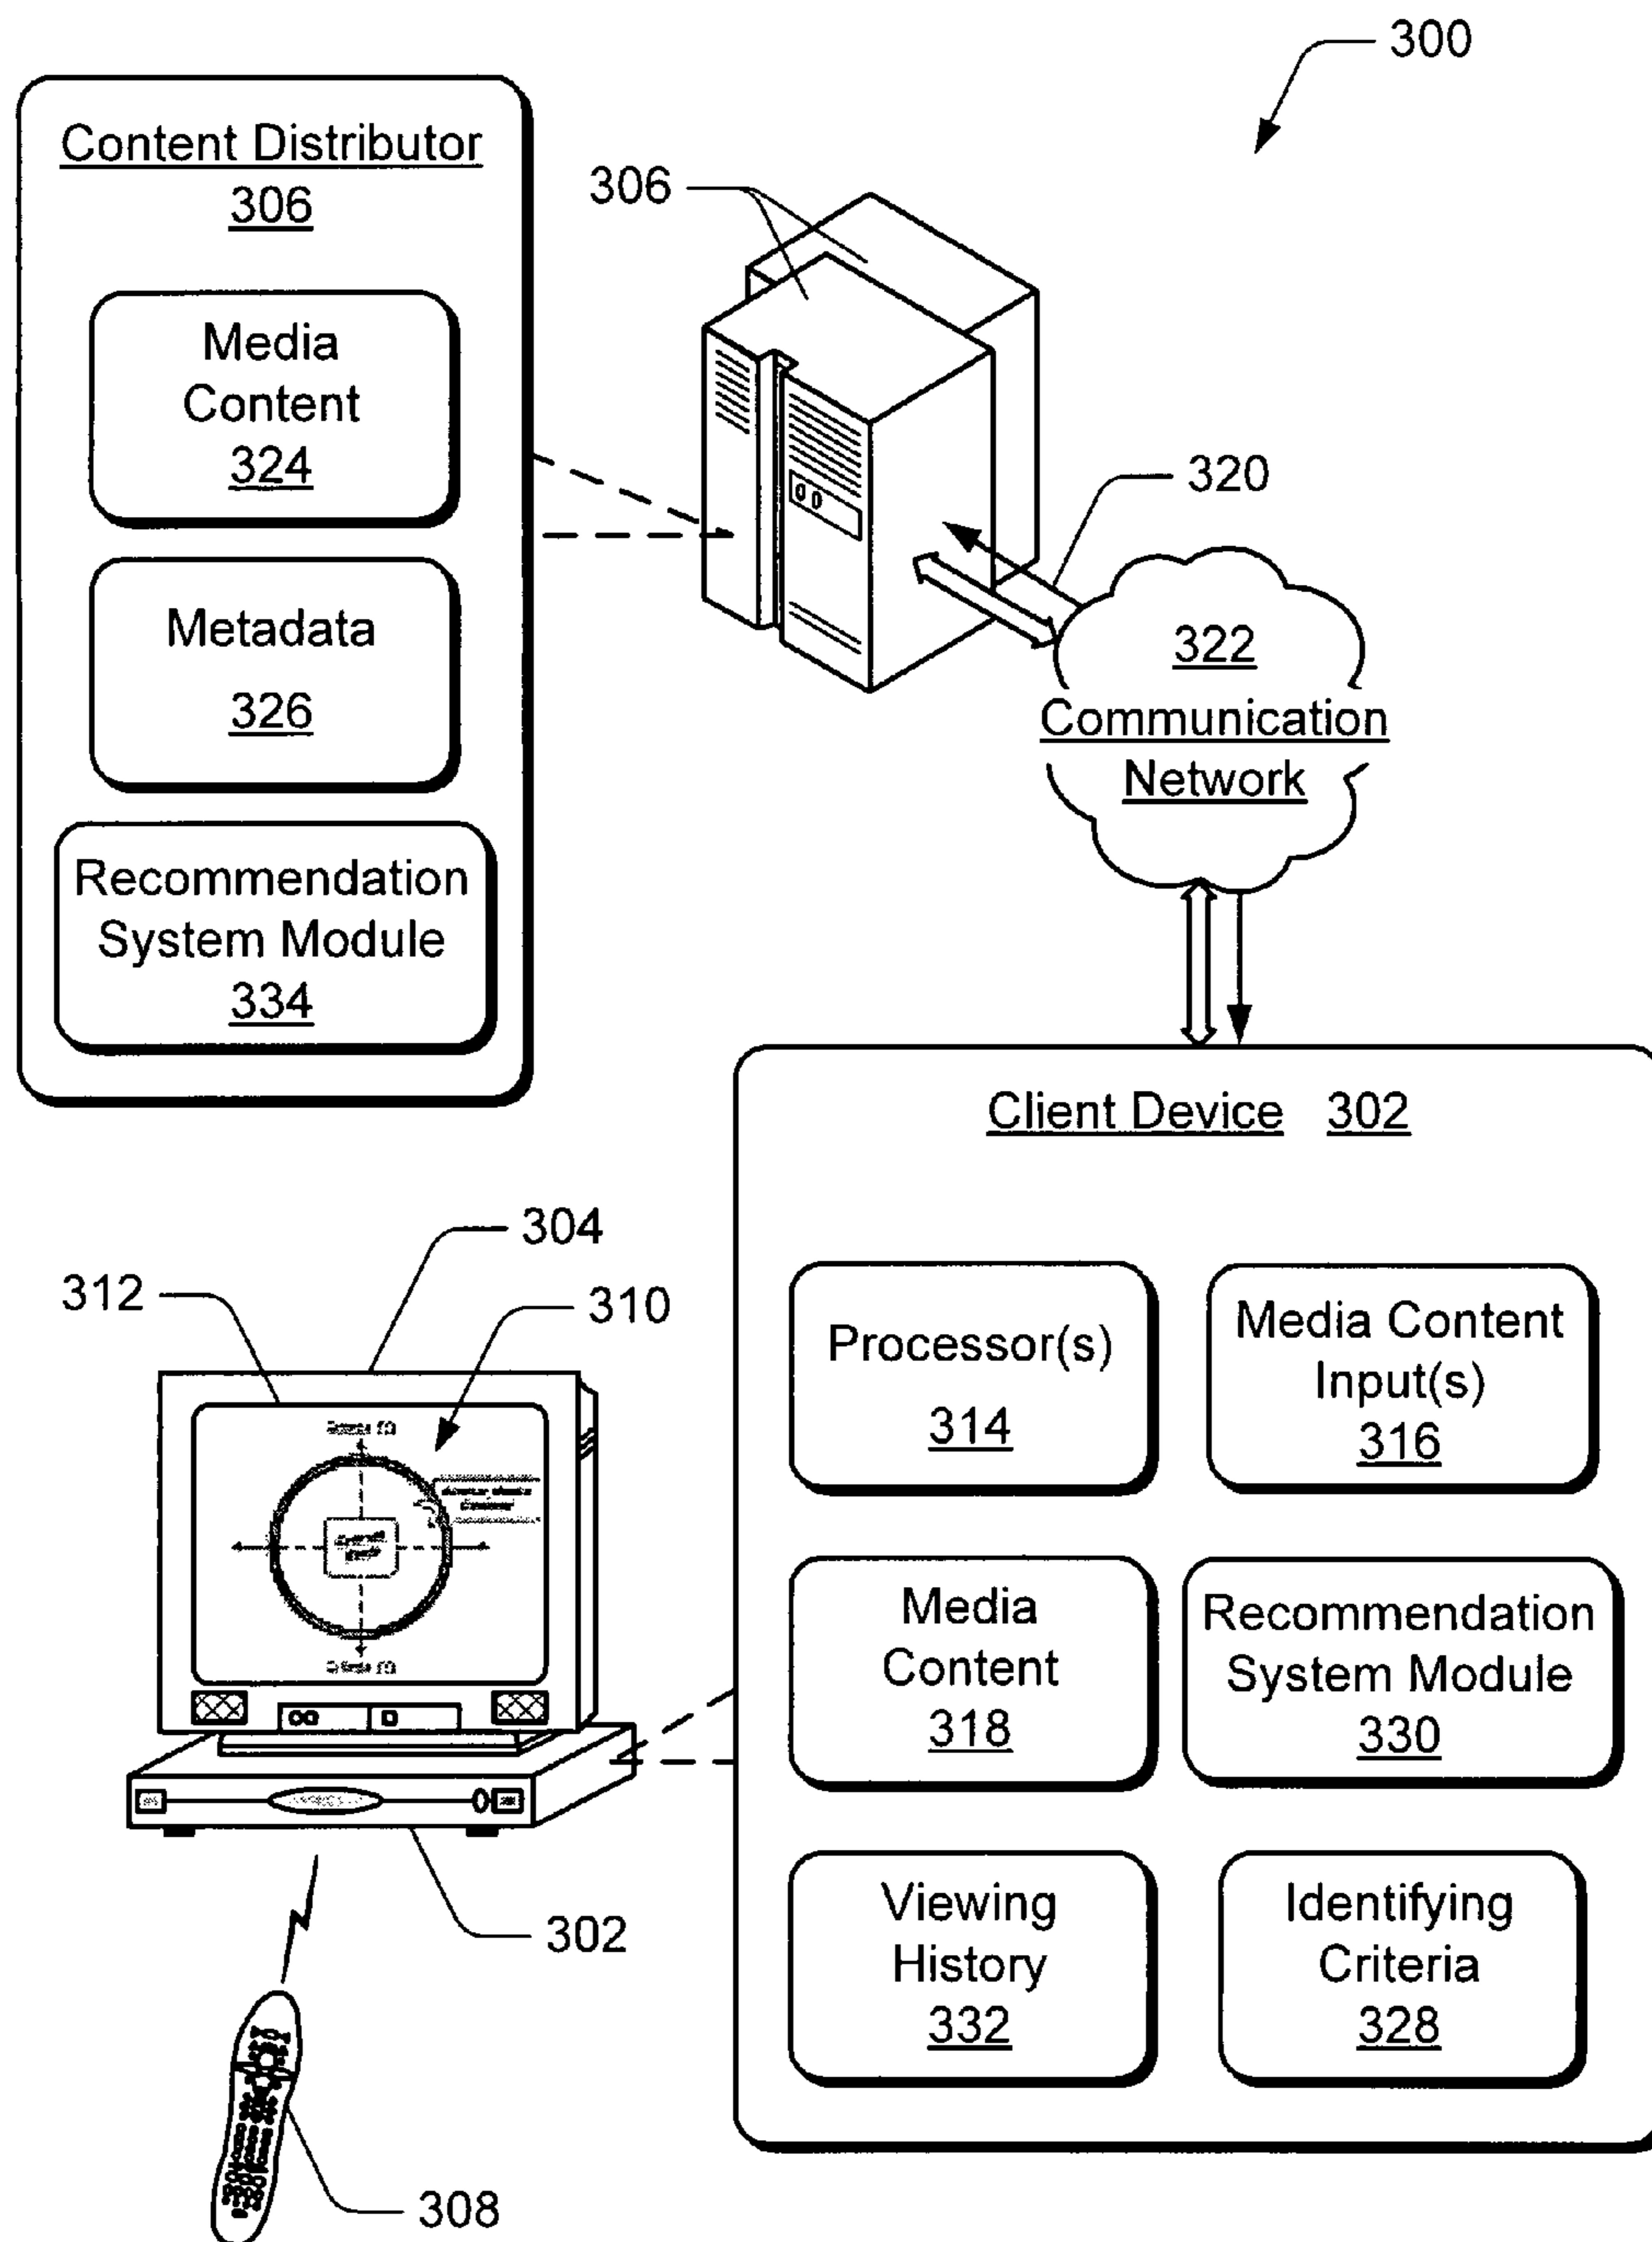 300
Content Distributor
306
306
Media
Content
324
320
Metadata
326
322
Communication
Network
Recommendation
System Module
334
Client Device 302
304
312
310
Processor(s)
314
Media Content
Input(s)
316
Media
Content
318
Recommendation
System Module
330
302
Viewing
History
332
Identifying
Criteria
328
308